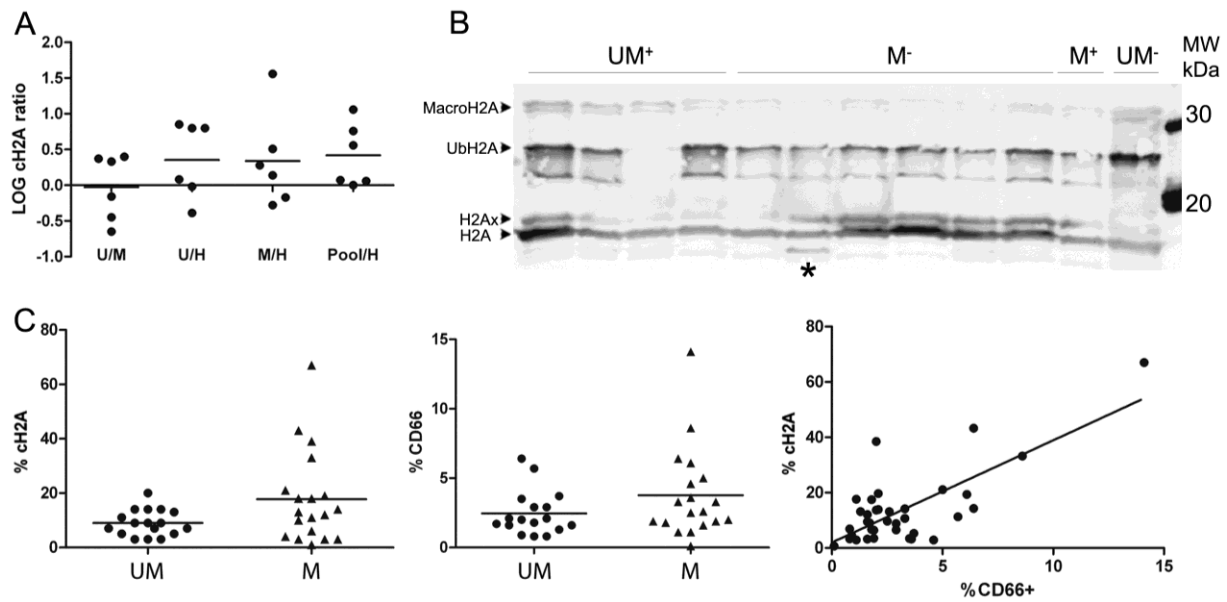 A
LOG cH2A ratio
2.0
1.5
1.0
0.5
0.0
-0.5
-1.0
U/M U/H M/H Pool/H
B
UM+ M- M+ UM- MW
kDa
MacroH2A
UbH2A
H2Ax
H2A
30
20
*
C
% cH2A
80
60
40
20
0
UM M
% CD66
15
10
5
0
UM M
% cH2A
80
60
40
20
0
0 5 10 15
%CD66+